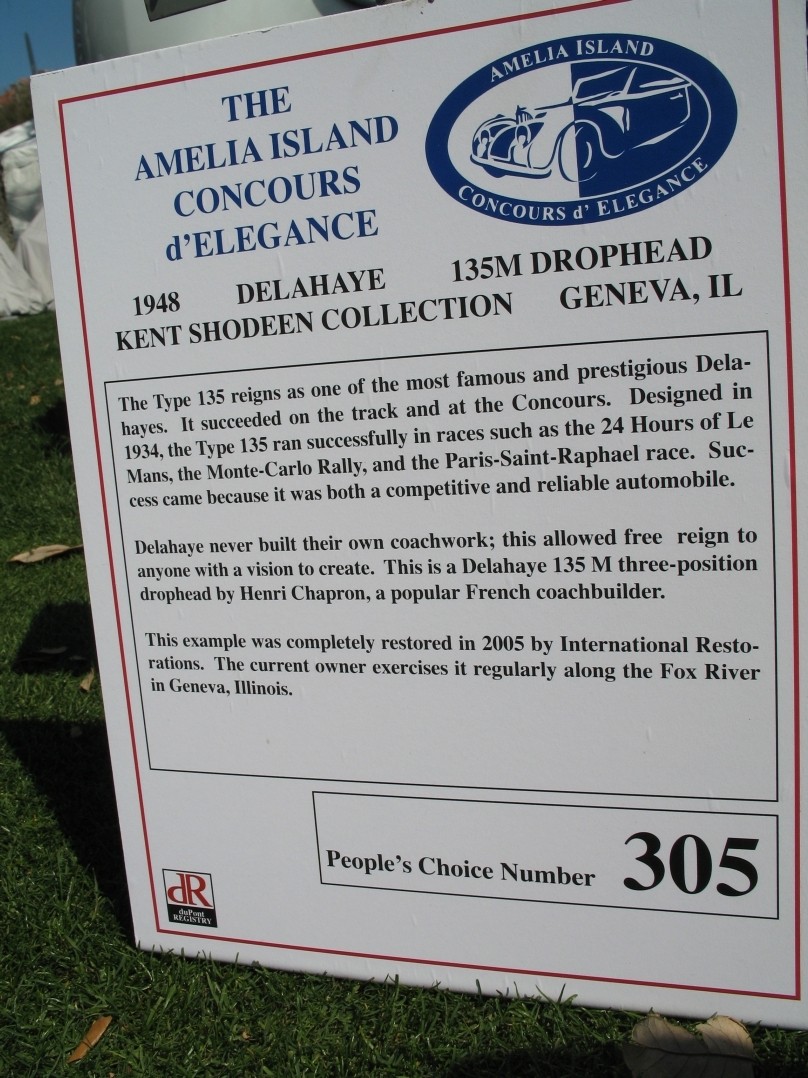 THE
AMELIA ISLAND
CONCOURS
d'ELEGANCE
AMELIA ISLAND
CONCOURS d' ELEGANCE
1948 DELAHAYE 135M DROPHEAD
KENT SHODEEN COLLECTION GENEVA, IL
The Type 135 reigns as one of the most famous and prestigious Dela-
hayes. It succeeded on the track and at the Concours. Designed in
1934, the Type 135 ran successfully in races such as the 24 Hours of Le
Mans, the Monte-Carlo Rally, and the Paris-Saint-Raphael race. Suc-
cess came because it was both a competitive and reliable automobile.
Delahaye never built their own coachwork; this allowed free reign to
anyone with a vision to create. This is a Delahaye 135 M three-position
drophead by Henri Chapron, a popular French coachbuilder.
This example was completely restored in 2005 by International Resto-
rations. The current owner exercises it regularly along the Fox River
in Geneva, Illinois.
People's Choice Number 305
dR
duPont
REGISTRY